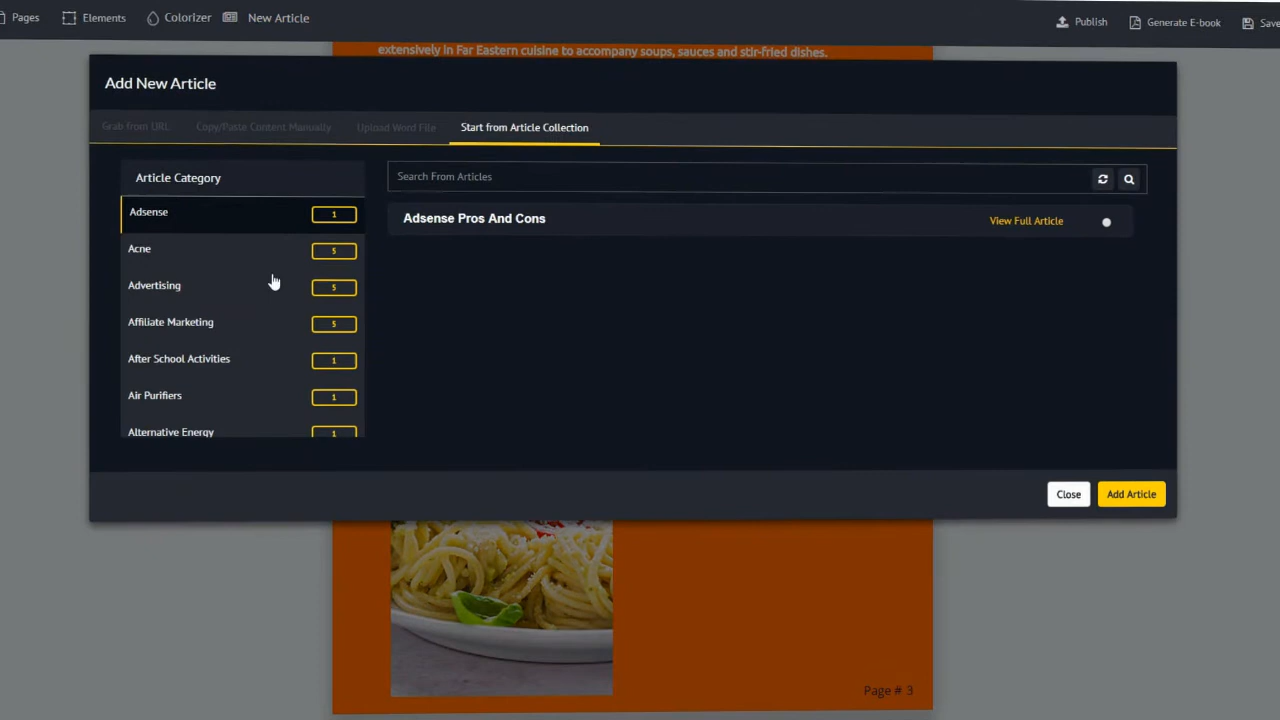 Pages Elements Colorizer New Article Publish Generate E-book Save
extensively in Far Eastern cuisine to accompany soups, sauces and stir-fried dishes.
Add New Article
Grab from URL Copy/Paste Content Manually Upload Word File Start from Article Collection
Article Category
Search From Articles
Adsense 1
Adsense Pros And Cons View Full Article
Acne 5
Advertising 5
Affiliate Marketing 5
After School Activities 1
Air Purifiers 1
Alternative Energy 1
Close Add Article
Page # 3